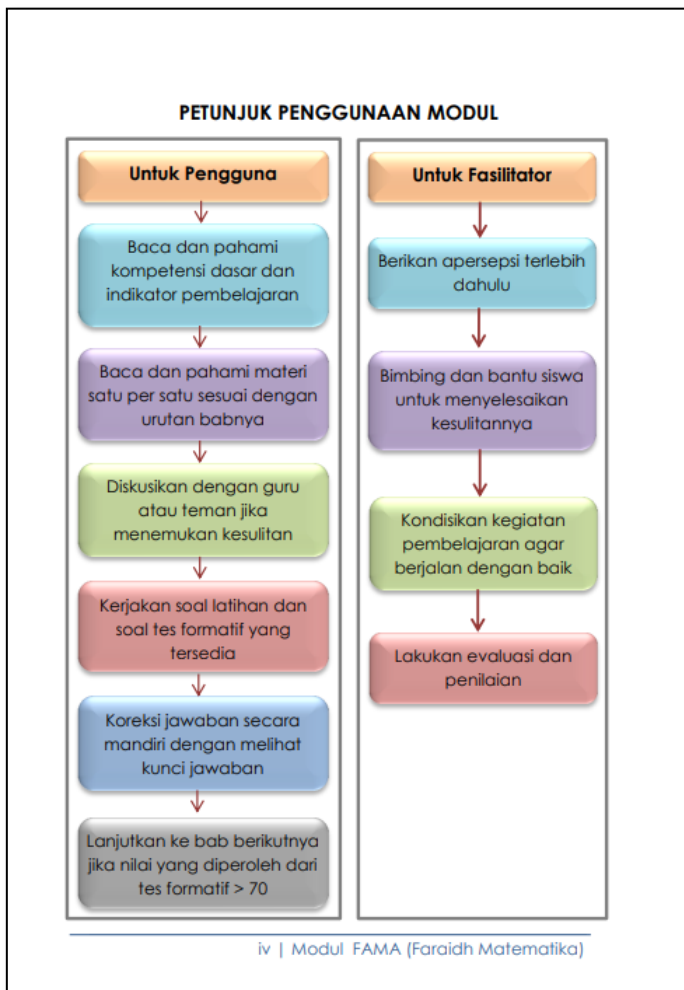 PETUNJUK PENGGUNAAN MODUL
Untuk Pengguna
Baca dan pahami
kompetensi dasar dan
indikator pembelajaran
Baca dan pahami materi
satu per satu sesuai dengan
urutan babnya
Diskusikan dengan guru
atau teman jika
menemukan kesulitan
Kerjakan soal latihan dan
soal tes formatif yang
tersedia
Koreksi jawaban secara
mandiri dengan melihat
kunci jawaban
Lanjutkan ke bab berikutnya
jika nilai yang diperoleh dari
tes formatif > 70
Untuk Fasilitator
Berikan apersepsi terlebih
dahulu
Bimbing dan bantu siswa
untuk menyelesaikan
kesulitannya
Kondisikan kegiatan
pembelajaran agar
berjalan dengan baik
Lakukan evaluasi dan
penilaian
iv | Modul FAMA (Faraidh Matematika)